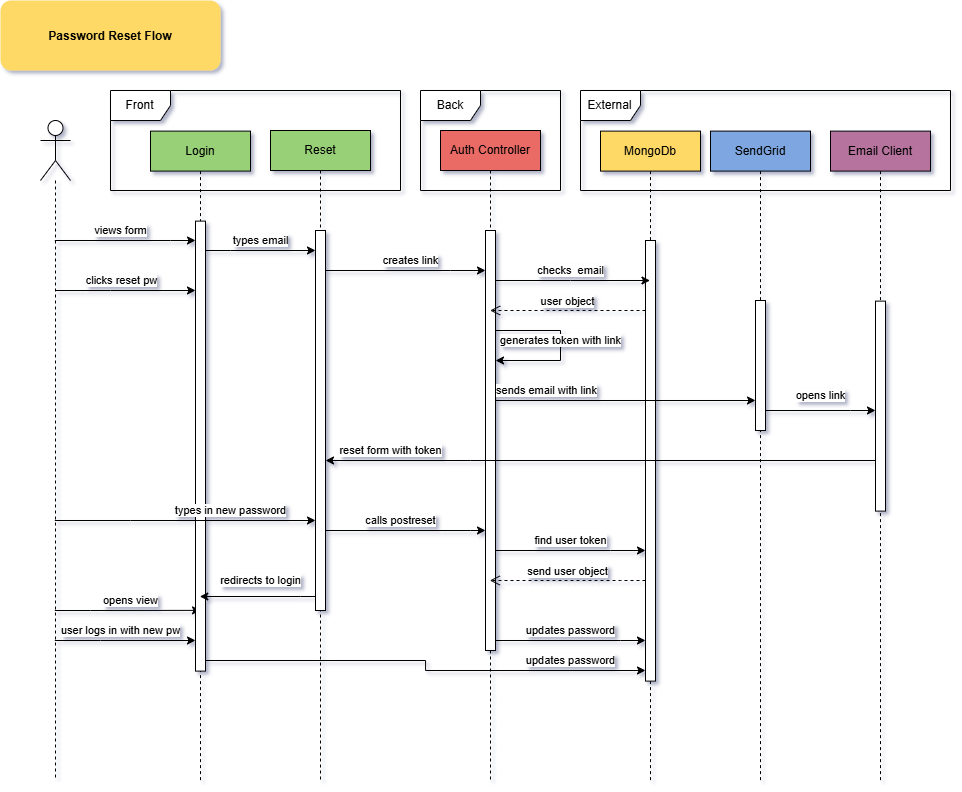 Password Reset Flow
Front
Back
External
Login
Reset
Auth Controller
MongoDb
SendGrid
Email Client
views form
types email
creates link
checks  email
clicks reset pw
user object
generates token with link
sends email with link
opens link
reset form with token
types in new password
calls postreset
find user token
send user object
redirects to login
opens view
user logs in with new pw
updates password
updates password